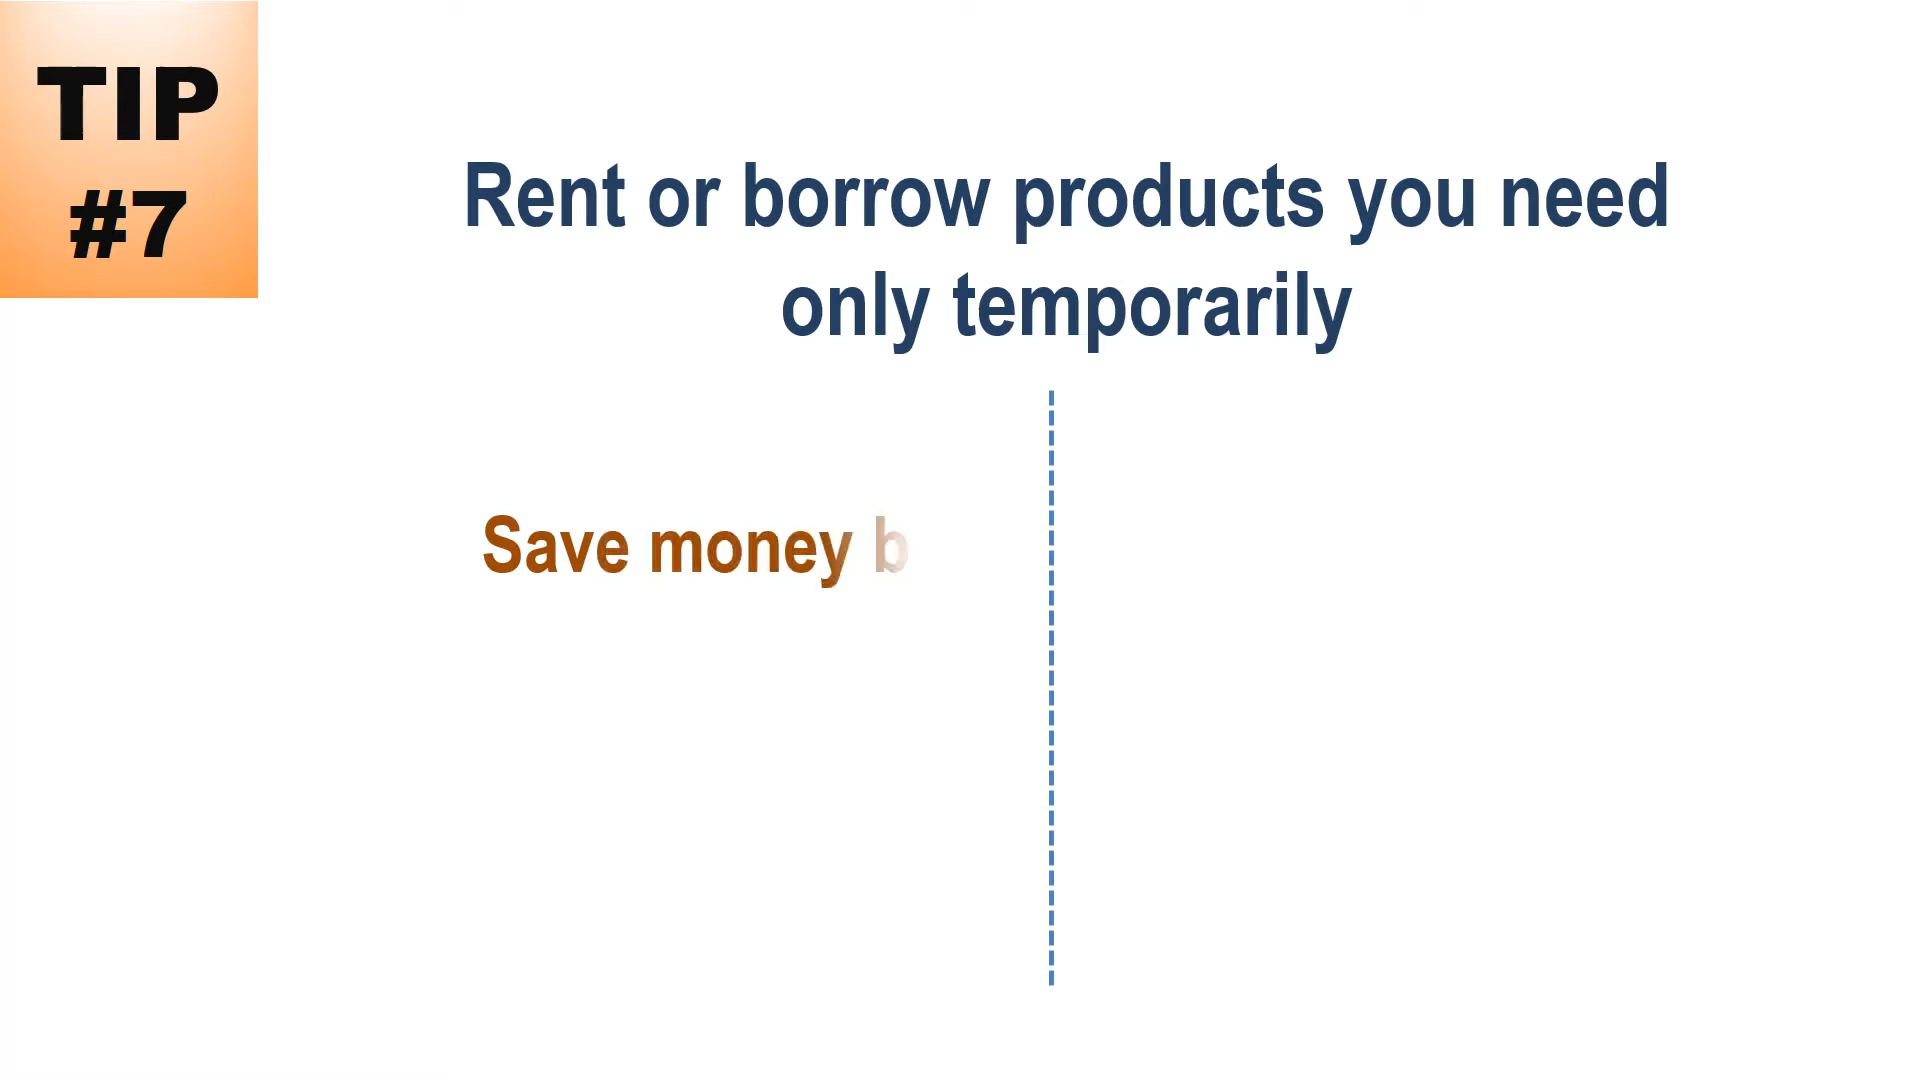 TIP
#7
Rent or borrow products you need
only temporarily
Save money b